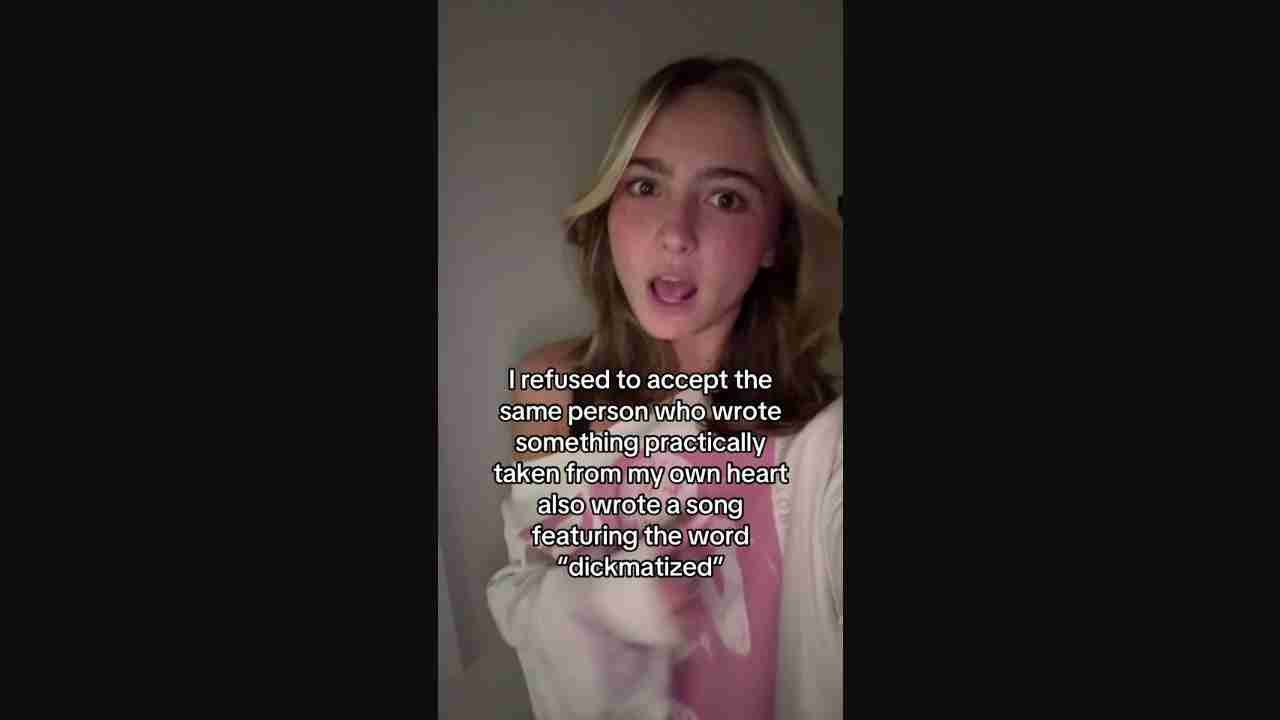 I refused to accept the
same person who wrote
something practically
taken from my own heart
also wrote a song
featuring the word
“dickmatized”